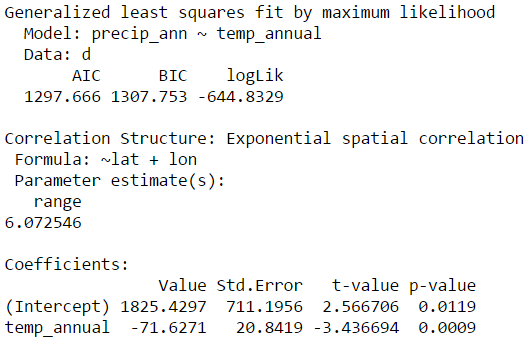 Generalized least squares fit by maximum likelihood
Model: precip_ann ~ temp_annual
Data: d
AIC BIC logLik
1297.666 1307.753 -644.8329
Correlation Structure: Exponential spatial correlation
Formula: ~lat + lon
Parameter estimate(s):
range
6.072546
Coefficients:
Value Std.Error t-value p-value
(Intercept) 1825.4297 711.1956 2.566706 0.0119
temp_annual -71.6271 20.8419 -3.436694 0.0009